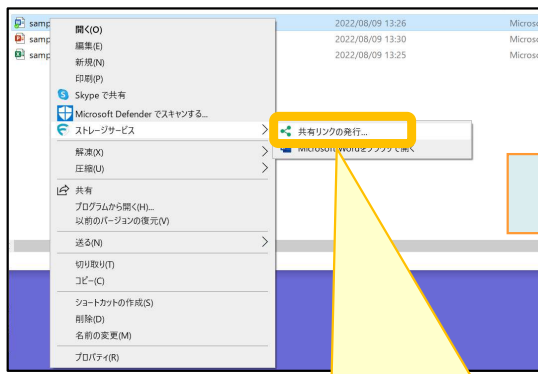 samp
2022/08/09 13:26
samp
2022/08/09 13:30
samp
2022/08/09 13:25
開く(O)
編集(E)
新規(N)
印刷(P)
Skype で共有
Microsoft Defender でスキャンする...
ストレージサービス
共有リンクの発行...
Microsoft Wordをブラウザで開く
解凍(X)
圧縮(U)
共有
プログラムから開く(H)...
以前のバージョンの復元(V)
送る(N)
切り取り(T)
コピー(C)
ショートカットの作成(S)
削除(D)
名前の変更(M)
プロパティ(R)